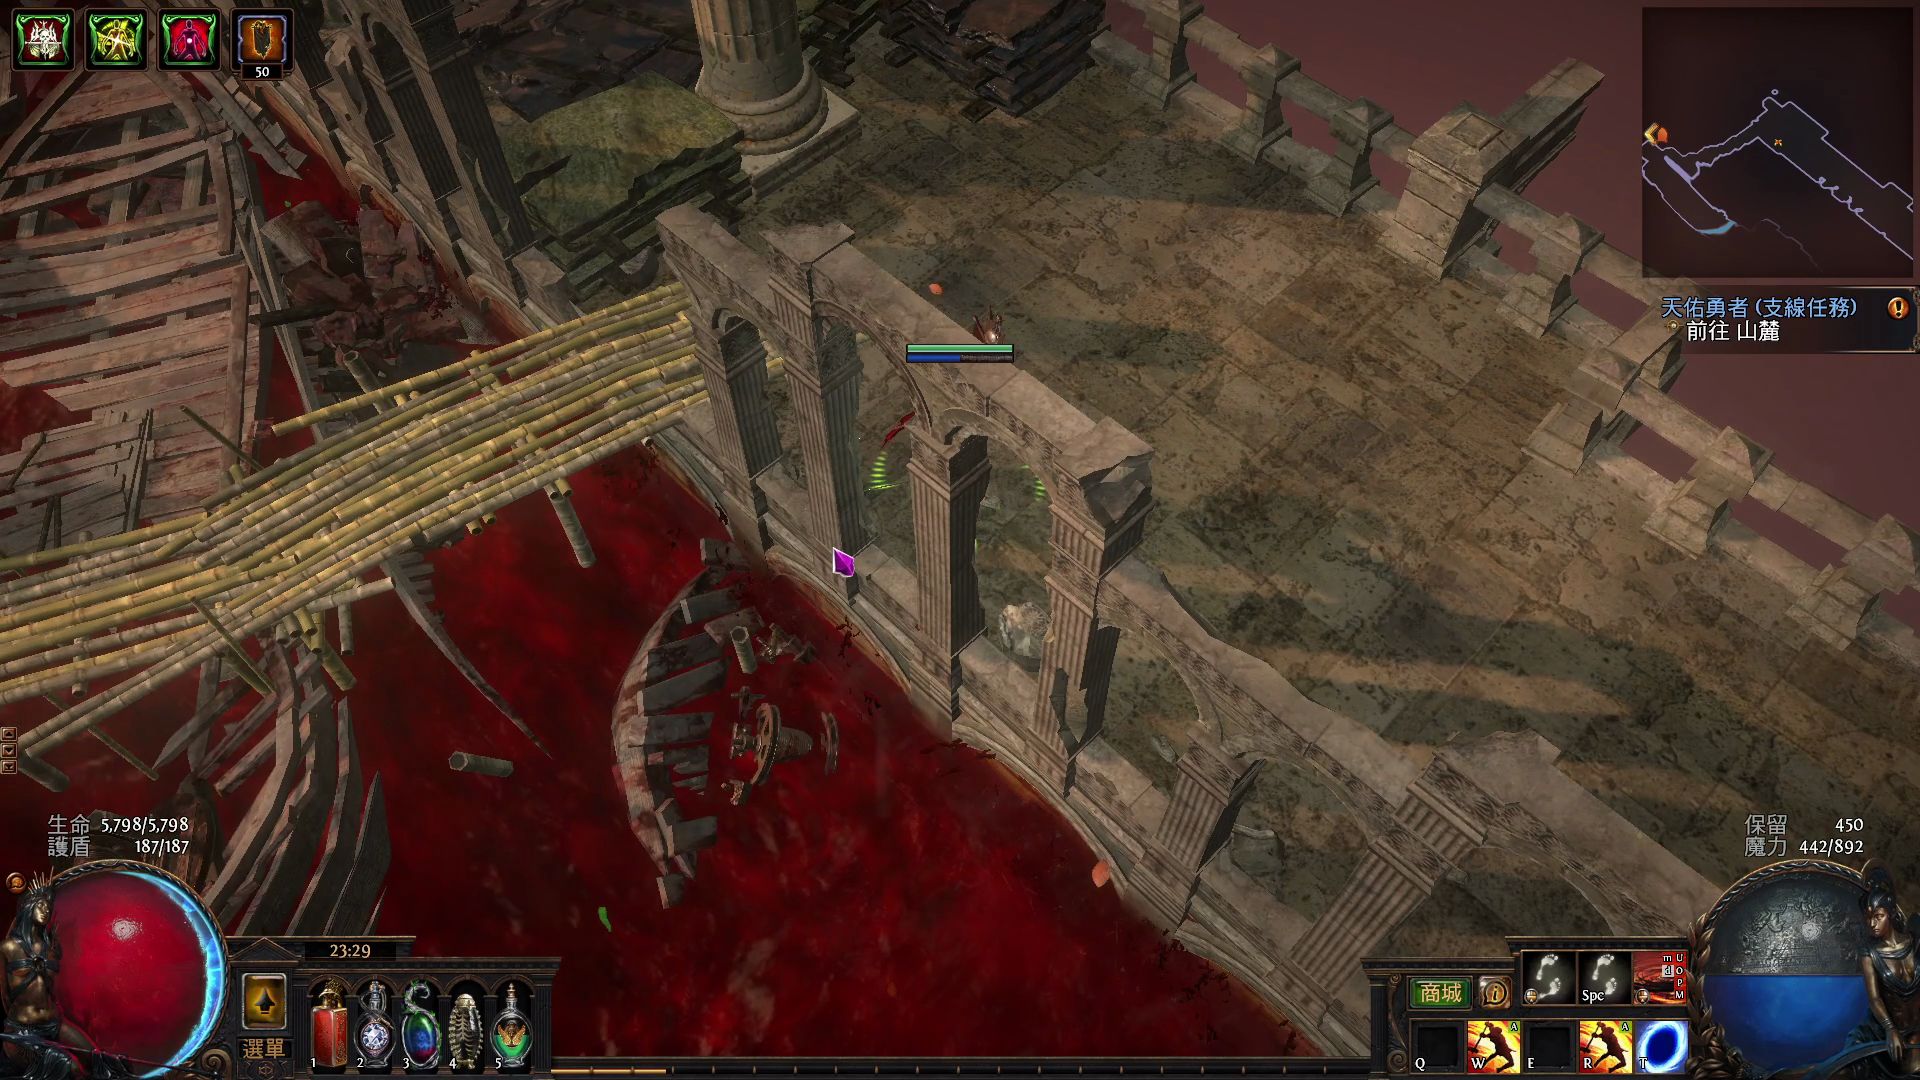 50
天佑勇者 (支線任務)
前往 山麓
生命 5,798/5,798
護盾 187/187
保留 450
魔力 442/892
23:29
選單
1
2
3
4
5
商城
Spc
m U
d O
P
M
Q
W
A
E
R
A
T